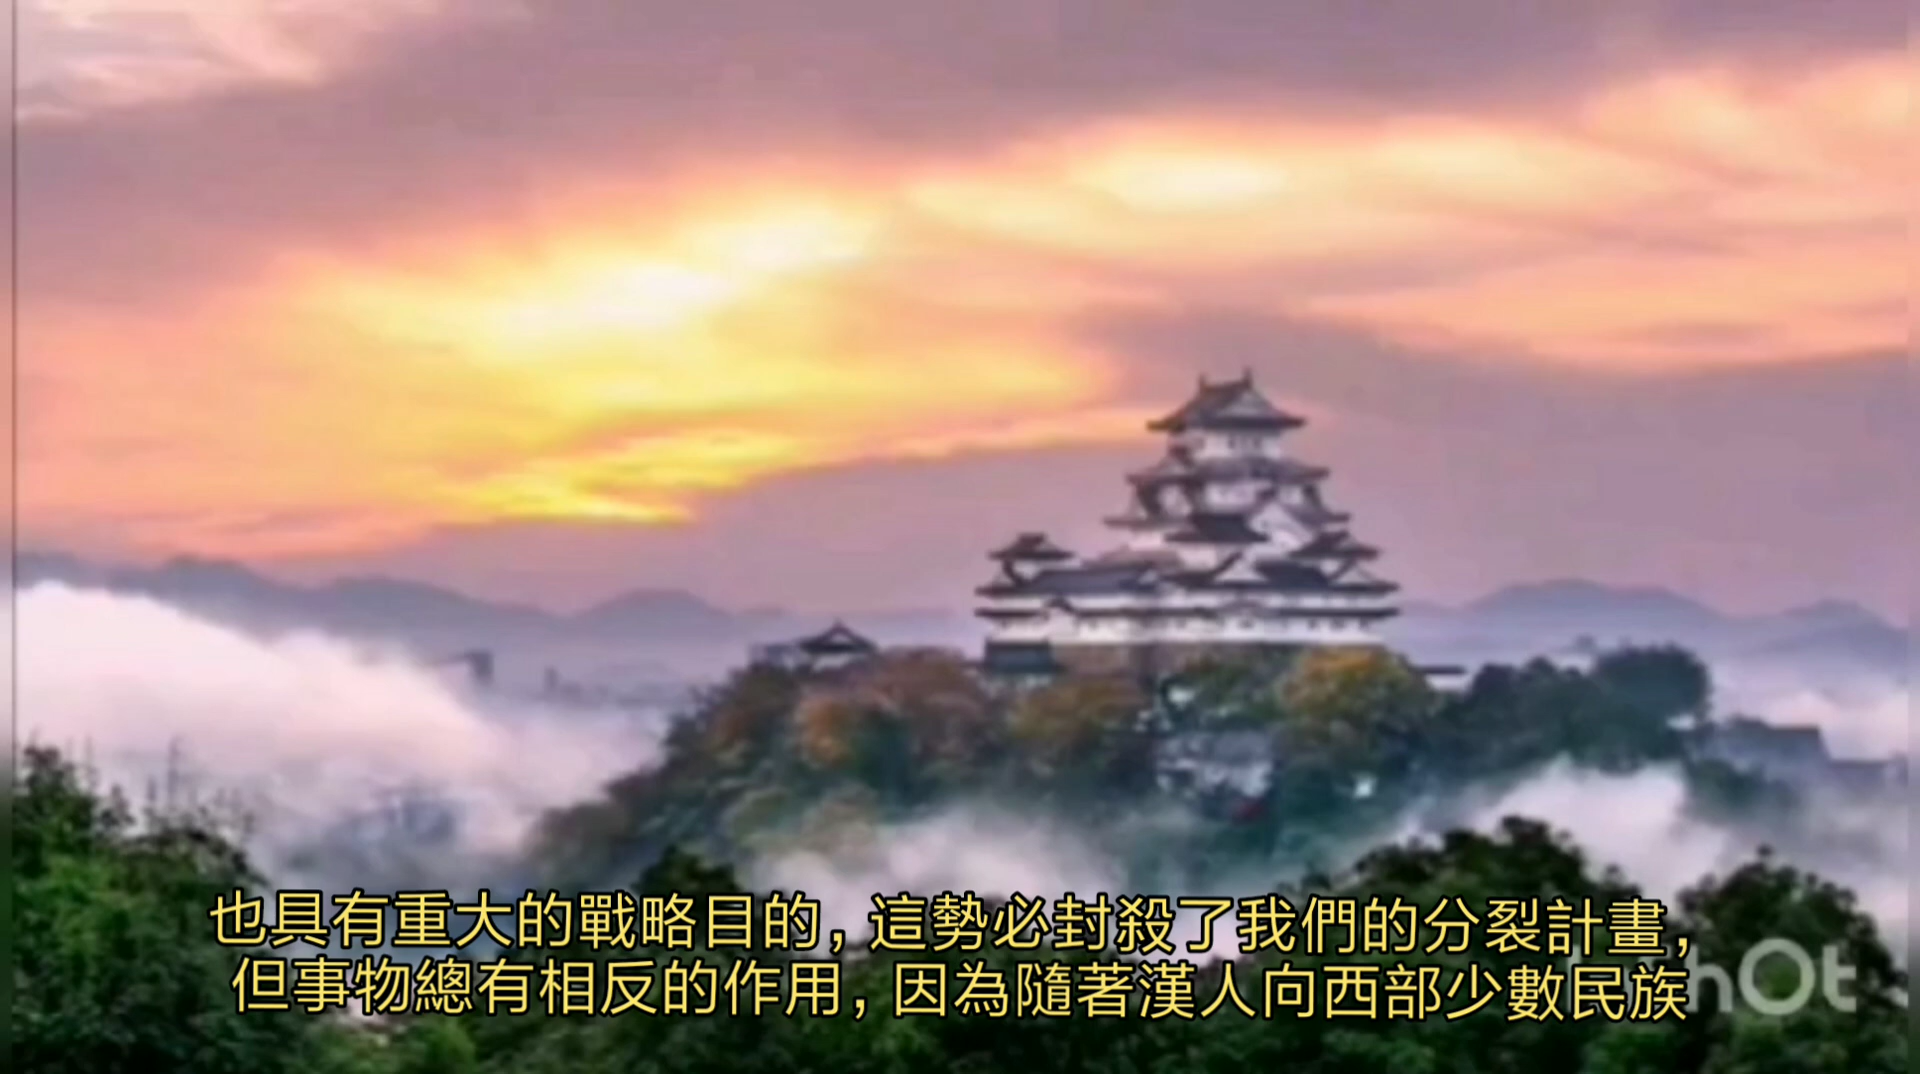 也具有重大的戰略目的, 這勢必封殺了我們的分裂計畫,
但事物總有相反的作用, 因為隨著漢人向西部少數民族
hOt